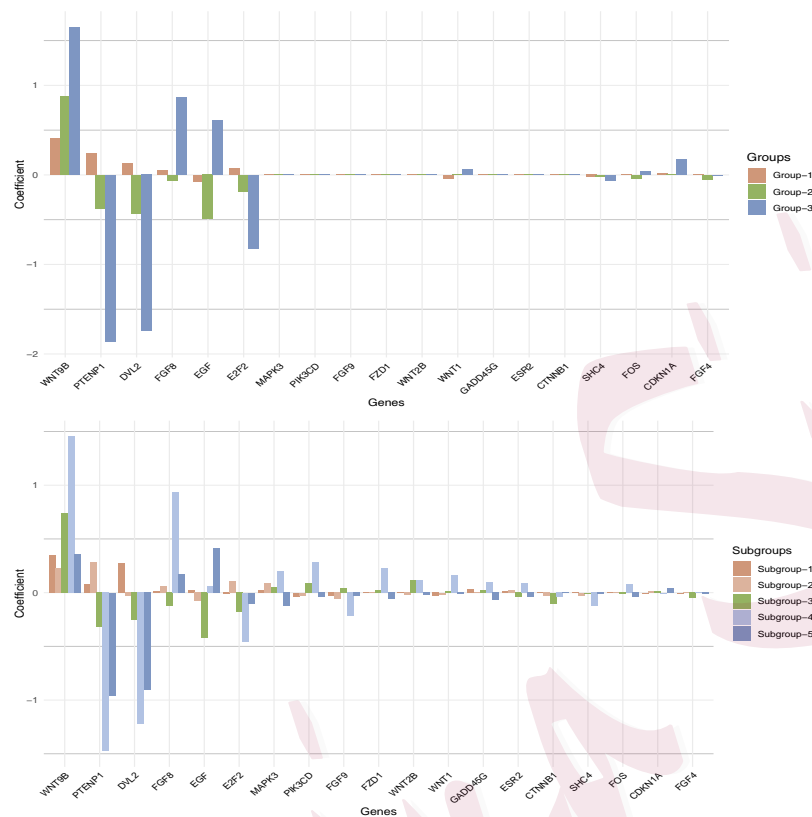 Coefficient
1
0
−1
−2
WNT9B PTENP1 DVL2 FGF8 EGF E2F2 MAPK3 PIK3CD FGF9 FZD1 WNT2B WNT1 GADD45G ESR2 CTNNB1 SHC4 FOS CDKN1A FGF4
Genes
Groups
Group-1
Group-2
Group-3
Coefficient
1
0
−1
WNT9B PTENP1 DVL2 FGF8 EGF E2F2 MAPK3 PIK3CD FGF9 FZD1 WNT2B WNT1 GADD45G ESR2 CTNNB1 SHC4 FOS CDKN1A FGF4
Genes
Subgroups
Subgroup-1
Subgroup-2
Subgroup-3
Subgroup-4
Subgroup-5